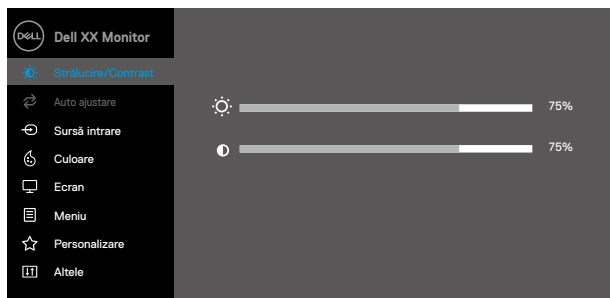 DELL Dell XX Monitor
Strălucire/Contrast
Auto ajustare
75%
Sursă intrare
75%
Culoare
Ecran
Meniu
Personalizare
Altele